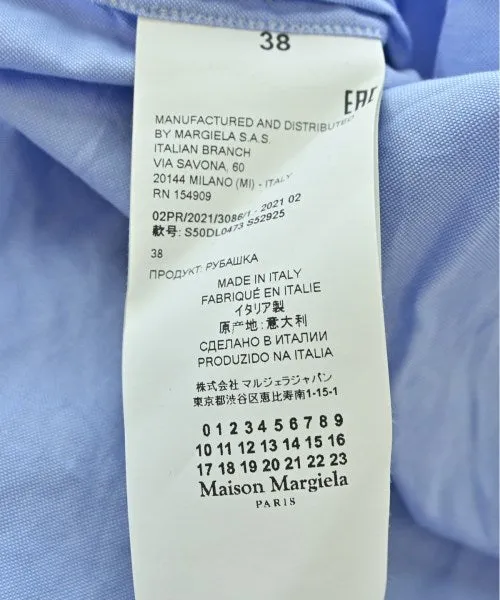 38
EAC
MANUFACTURED AND DISTRIBUTED
BY MARGIELA S.A.S.
ITALIAN BRANCH
VIA SAVONA, 60
20144 MILANO (MI) - ITALY
RN 154909
02PR/2021/3086/1 - 2021 02
款号: S50DL0473 S52925
38
ПРОДУКТ: РУБАШКА
MADE IN ITALY
FABRIQUÉ EN ITALIE
イタリア製
原产地: 意大利
СДЕЛАНО В ИТАЛИИ
PRODUZIDO NA ITALIA
株式会社 マルジェラジャパン
東京都渋谷区恵比寿南1-15-1
0 1 2 3 4 5 6 7 8 9
10 11 12 13 14 15 16
17 18 19 20 21 22 23
Maison Margiela
PARIS